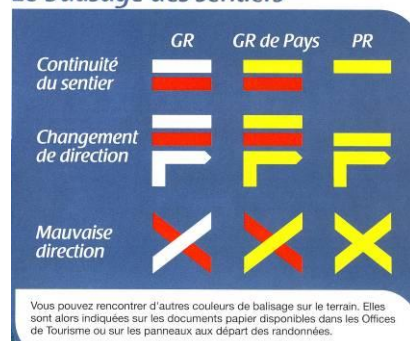 GR GR de Pays PR
Continuité
du sentier
Changement
de direction
Mauvaise
direction
Vous pouvez rencontrer d'autres couleurs de balisage sur le terrain. Elles
sont alors indiquées sur les documents papier disponibles dans les Offices
de Tourisme ou sur les panneaux aux départ des randonnées.